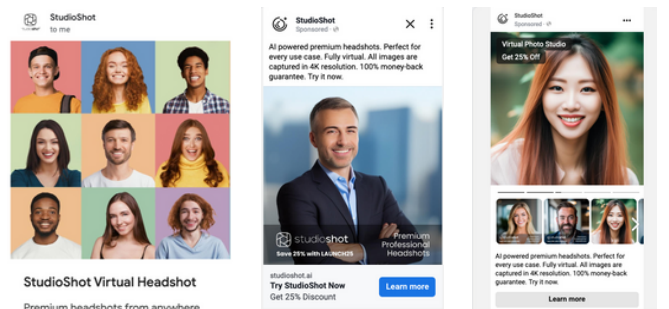 StudioShot
to me
StudioShot Virtual Headshot
Premium headshots from anywhere
StudioShot
Sponsored
AI powered premium headshots. Perfect for
every use case. Fully virtual. All images are
captured in 4K resolution. 100% money-back
guarantee. Try it now.
studioshot
Save 25% with LAUNCH25
Premium
Professional
Headshots
studioshot.ai
Try StudioShot Now
Get 25% Discount
Learn more
StudioShot
Sponsored
Virtual Photo Studio
Get 25% Off
AI powered premium headshots. Perfect for
every use case. Fully virtual. All images are
captured in 4K resolution. 100% money-back
guarantee. Try it now.
Learn more